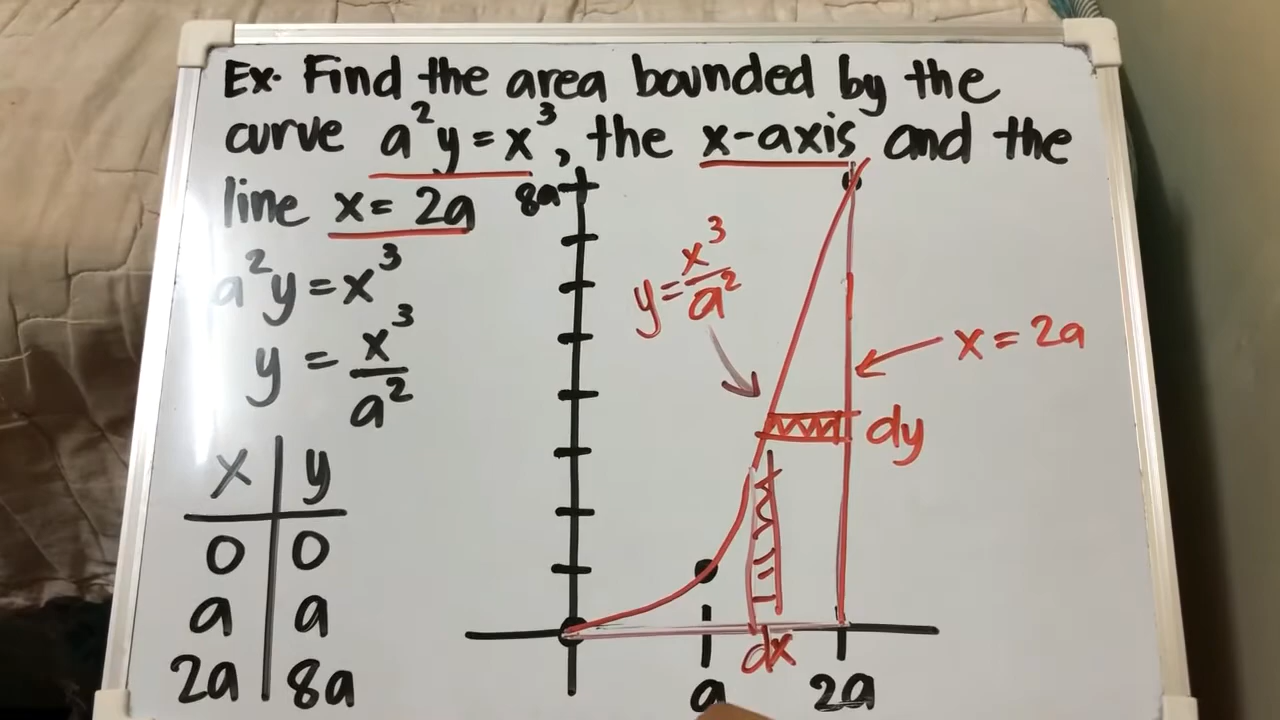 Ex. Find the area bounded by the
curve a²y = x³, the x-axis and the
line x = 2a
8a
a²y = x³
y = x³/a²
y = x³/a²
x = 2a
dy
x y
0 0
a a
2a 8a
dx
a 2a